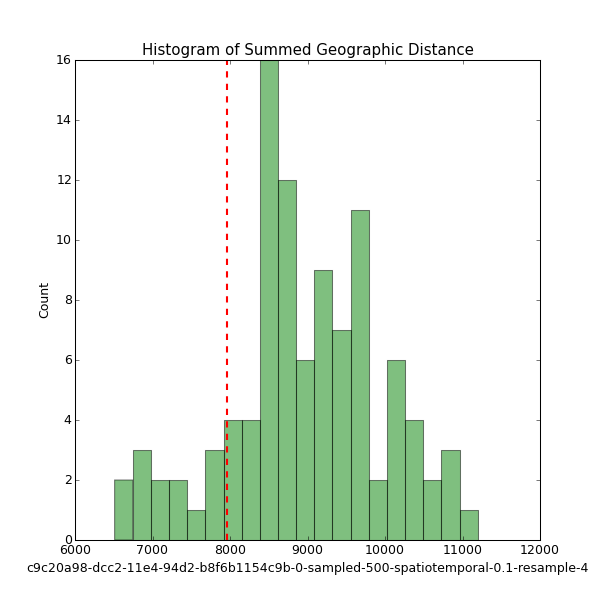 Histogram of Summed Geographic Distance
16
14
12
10
8
6
4
2
0
Count
6000 7000 8000 9000 10000 11000 12000
c9c20a98-dcc2-11e4-94d2-b8f6b1154c9b-0-sampled-500-spatiotemporal-0.1-resample-4